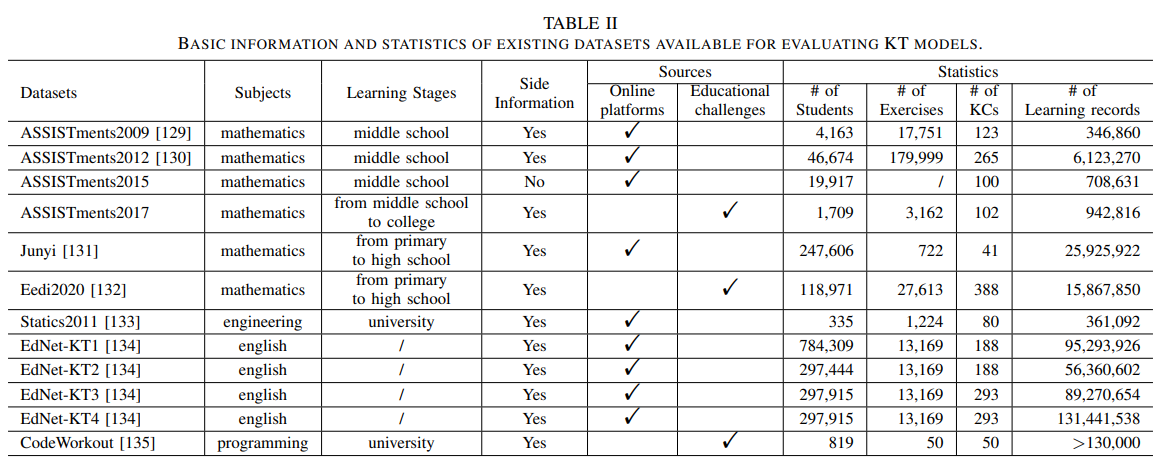 TABLE II
BASIC INFORMATION AND STATISTICS OF EXISTING DATASETS AVAILABLE FOR EVALUATING KT MODELS.
Datasets Subjects Learning Stages Side Information Sources Statistics
Online platforms Educational challenges # of Students # of Exercises # of KCs # of Learning records
ASSISTments2009 [129] mathematics middle school Yes ✓ 4,163 17,751 123 346,860
ASSISTments2012 [130] mathematics middle school Yes ✓ 46,674 179,999 265 6,123,270
ASSISTments2015 mathematics middle school No ✓ 19,917 / 100 708,631
ASSISTments2017 mathematics from middle school to college Yes ✓ 1,709 3,162 102 942,816
Junyi [131] mathematics from primary to high school Yes ✓ 247,606 722 41 25,925,922
Eedi2020 [132] mathematics from primary to high school Yes ✓ 118,971 27,613 388 15,867,850
Statics2011 [133] engineering university Yes ✓ 335 1,224 80 361,092
EdNet-KT1 [134] english / Yes ✓ 784,309 13,169 188 95,293,926
EdNet-KT2 [134] english / Yes ✓ 297,444 13,169 188 56,360,602
EdNet-KT3 [134] english / Yes ✓ 297,915 13,169 293 89,270,654
EdNet-KT4 [134] english / Yes ✓ 297,915 13,169 293 131,441,538
CodeWorkout [135] programming university Yes ✓ 819 50 50 >130,000